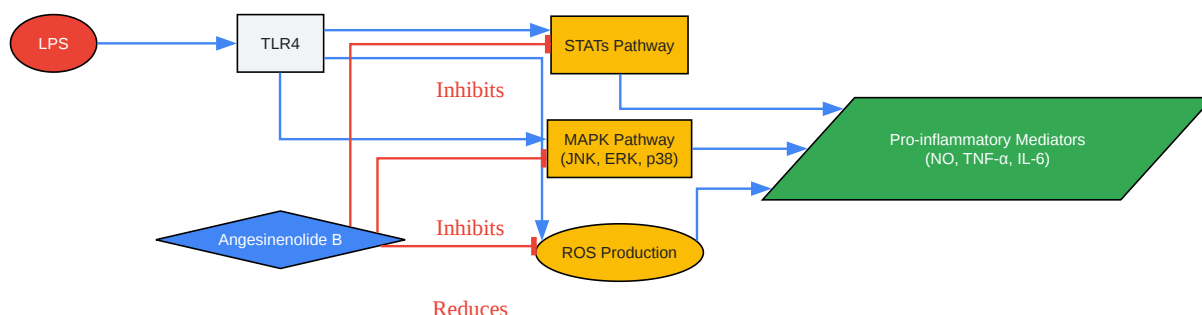 LPS
TLR4
STATs Pathway
Inhibits
MAPK Pathway
(JNK, ERK, p38)
Pro-inflammatory Mediators
(NO, TNF-α, IL-6)
Angesinenolide B
Inhibits
ROS Production
Reduces